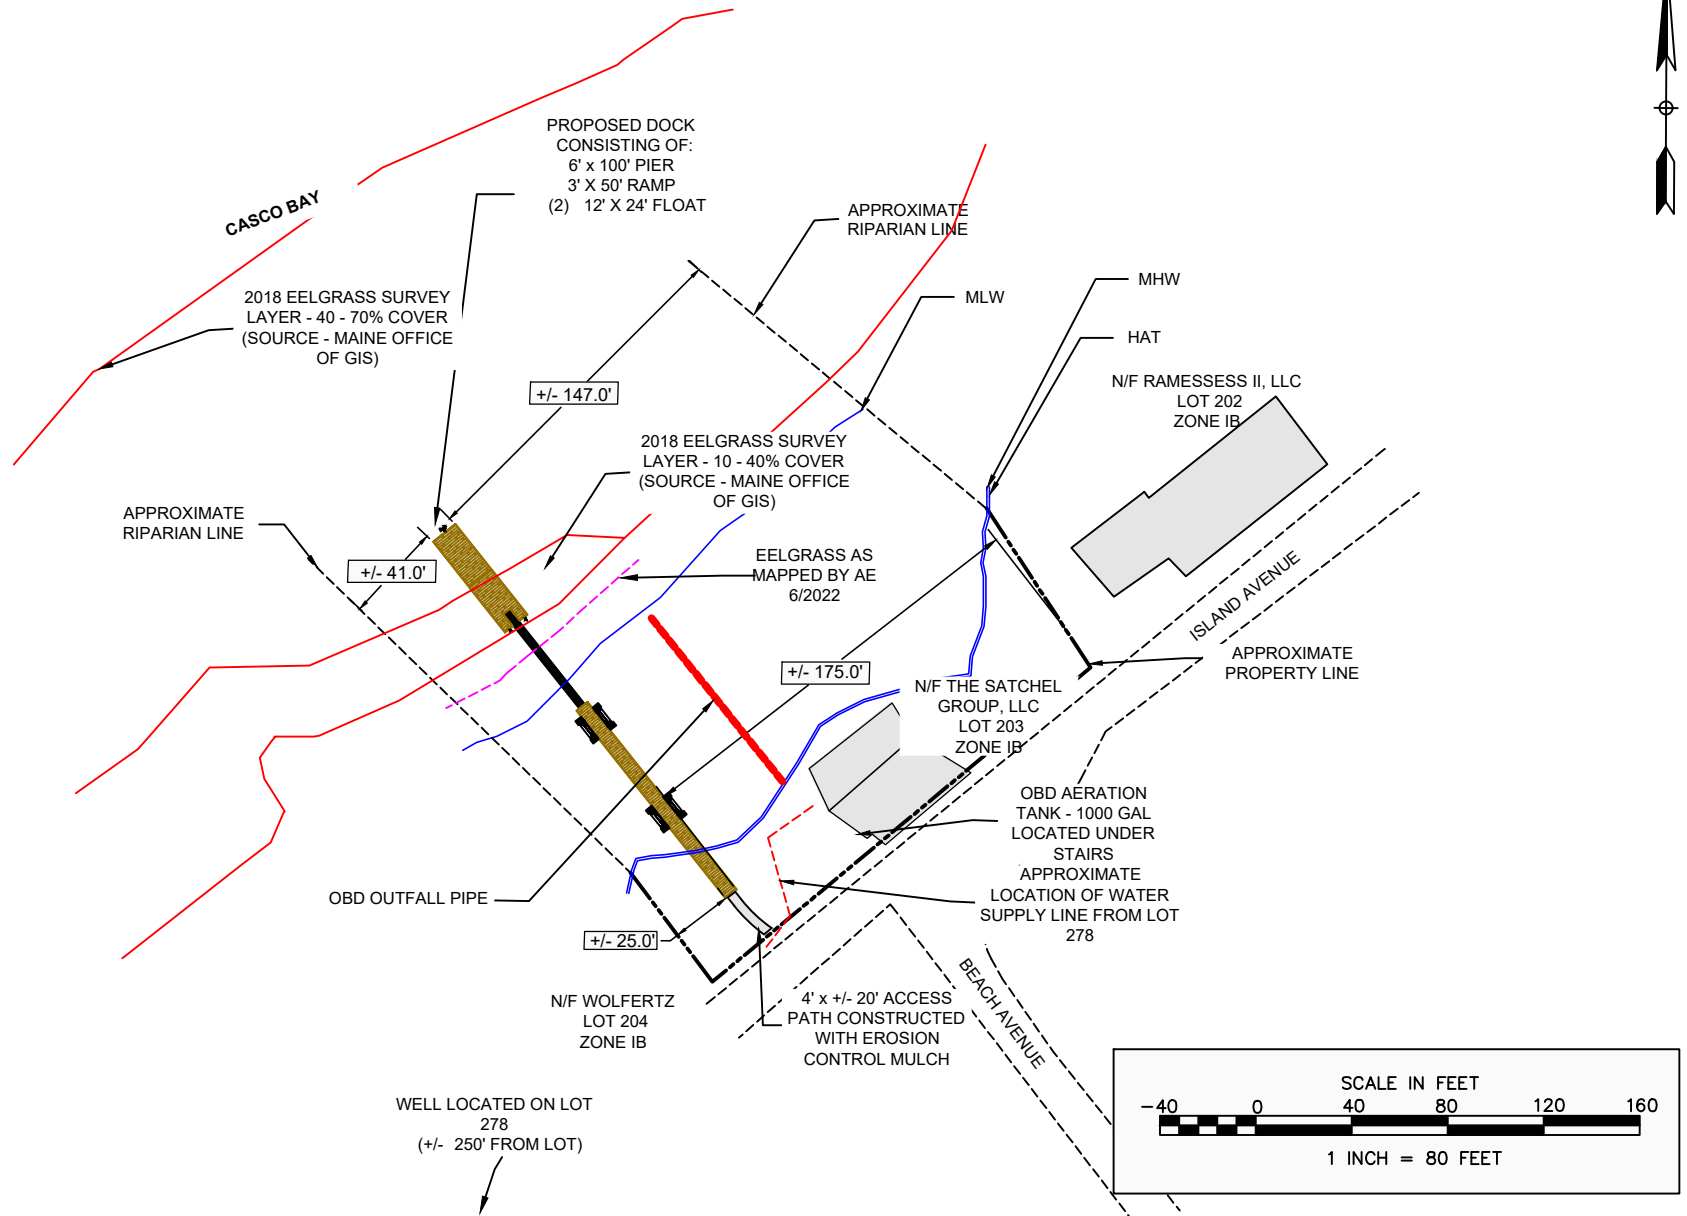 PROPOSED DOCK
CONSISTING OF:
6' x 100' PIER
3' X 50' RAMP
(2) 12' X 24' FLOAT
CASCO BAY
APPROXIMATE
RIPARIAN LINE
2018 EELGRASS SURVEY
LAYER - 40 - 70% COVER
(SOURCE - MAINE OFFICE
OF GIS)
MLW
MHW
HAT
N/F RAMESSESS II, LLC
LOT 202
ZONE IB
+/- 147.0'
2018 EELGRASS SURVEY
LAYER - 10 - 40% COVER
(SOURCE - MAINE OFFICE
OF GIS)
APPROXIMATE
RIPARIAN LINE
+/- 41.0'
EELGRASS AS
MAPPED BY AE
6/2022
ISLAND AVENUE
APPROXIMATE
PROPERTY LINE
+/- 175.0'
N/F THE SATCHEL
GROUP, LLC
LOT 203
ZONE IB
OBD AERATION
TANK - 1000 GAL
LOCATED UNDER
STAIRS
APPROXIMATE
LOCATION OF WATER
SUPPLY LINE FROM LOT
278
OBD OUTFALL PIPE
+/- 25.0'
BEACH AVENUE
N/F WOLFERTZ
LOT 204
ZONE IB
4' x +/- 20' ACCESS
PATH CONSTRUCTED
WITH EROSION
CONTROL MULCH
WELL LOCATED ON LOT
278
(+/- 250' FROM LOT)
SCALE IN FEET
-40 0 40 80 120 160
1 INCH = 80 FEET